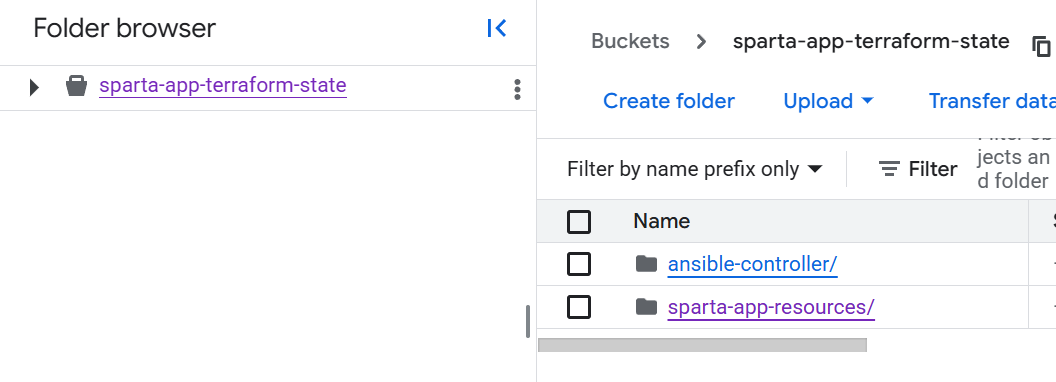 Folder browser
sparta-app-terraform-state
Buckets > sparta-app-terraform-state
Create folder Upload Transfer data
Filter by name prefix only Filter
jects an
d folder
Name
ansible-controller/
sparta-app-resources/